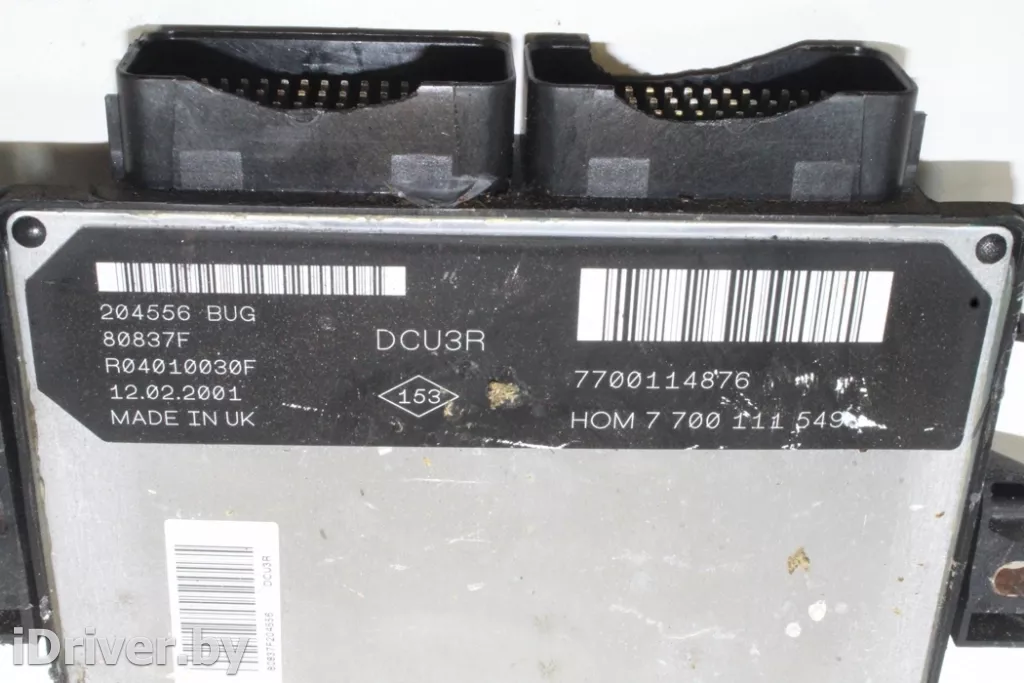 204556 BUG
80837F
R04010030F
12.02.2001
MADE IN UK
DCU3R
153
7700114876
HOM 7 700 111 549
80837F204556 DCU3R
iDriver.by